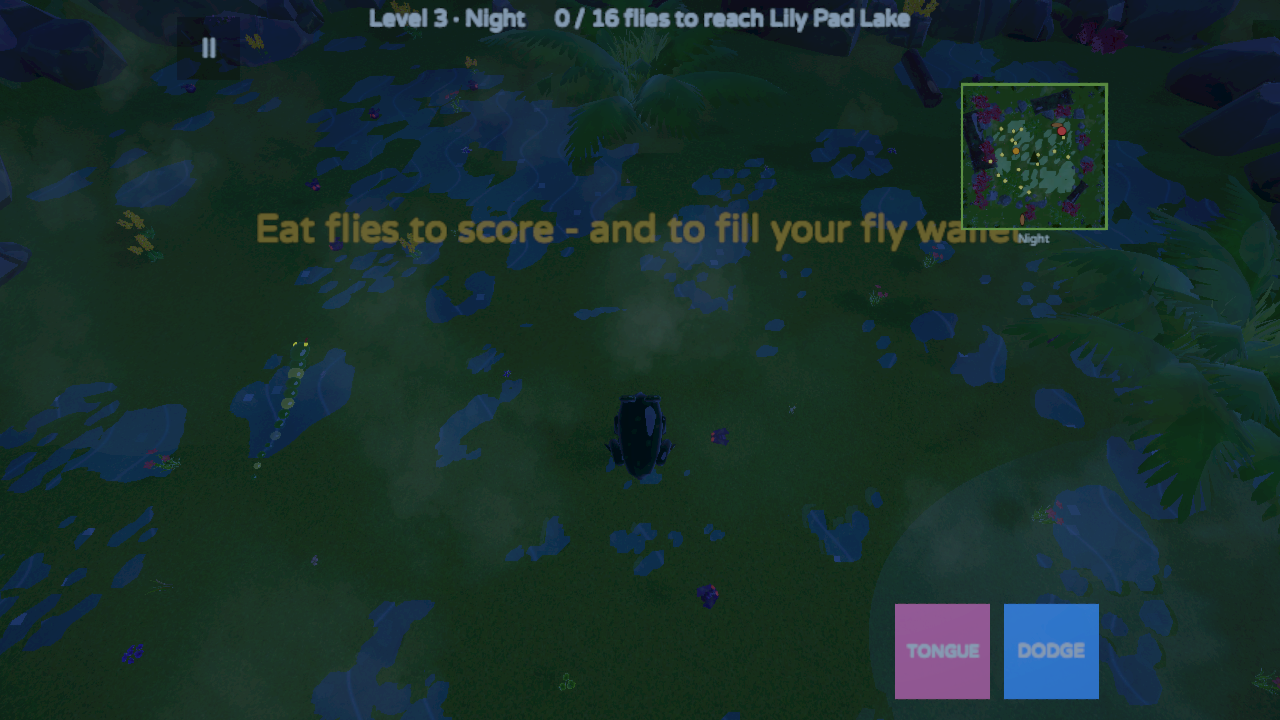 Level 3 · Night 0 / 16 flies to reach Lily Pad Lake
Eat flies to score - and to fill your fly wallet
Night
TONGUE DODGE